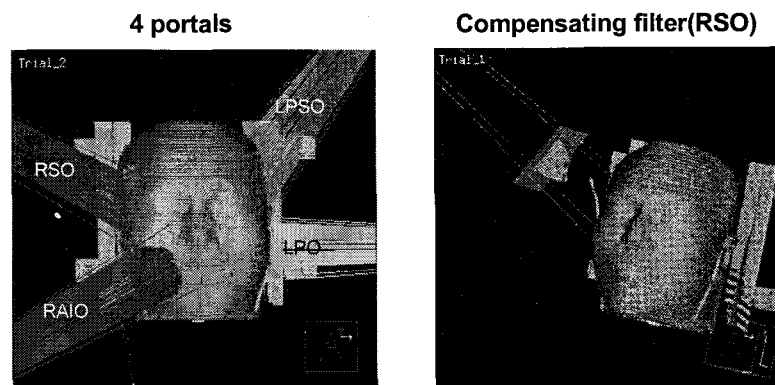 4 portals
Compensating filter(RSO)
Trial_2
LPSO
RSO
LPO
RAIO
Trial_1